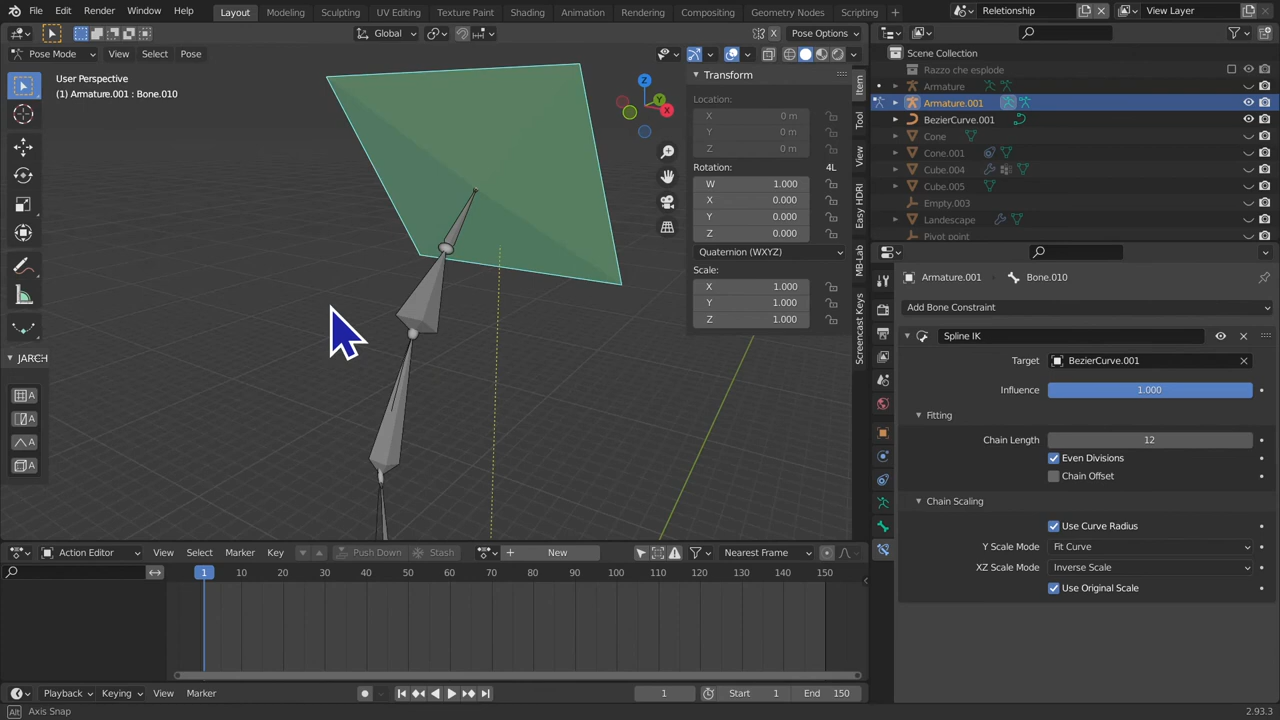 File Edit Render Window Help Layout Modeling Sculpting UV Editing Texture Paint Shading Animation Rendering Compositing Geometry Nodes Scripting + Relationship View Layer
Global Pose Options
Pose Mode View Select Pose
User Perspective
(1) Armature.001 : Bone.010
Z
Y
X
JARCH
A
A
A
A
Transform
Location:
X 0 m
Y 0 m
Z 0 m
Rotation: 4L
W 1.000
X 0.000
Y 0.000
Z 0.000
Quaternion (WXYZ)
Scale:
X 1.000
Y 1.000
Z 1.000
Item
Tool
View
Easy HDRI
MB-Lab
Screencast Keys
Scene Collection
Razzo che esplode
Armature
Armature.001
BezierCurve.001
Cone
Cone.001
Cube.004
Cube.005
Empty.003
Landscape
Pivot point
Armature.001 Bone.010
Add Bone Constraint
Spline IK
Target BezierCurve.001
Influence 1.000
Fitting
Chain Length 12
Even Divisions
Chain Offset
Chain Scaling
Use Curve Radius
Y Scale Mode Fit Curve
XZ Scale Mode Inverse Scale
Use Original Scale
Action Editor View Select Marker Key Push Down Stash + New Nearest Frame
1 10 20 30 40 50 60 70 80 90 100 110 120 130 140 150
Playback Keying View Marker 1 Start 1 End 150
Alt Axis Snap 2.93.3